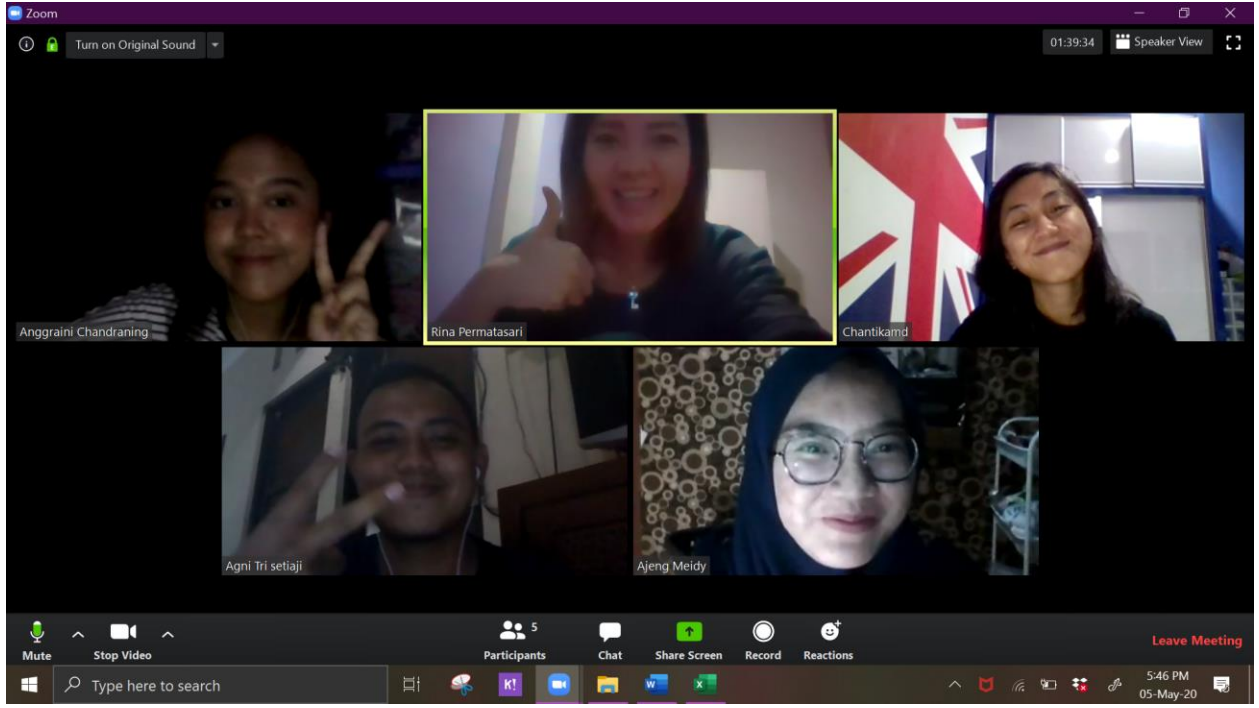 Zoom
Turn on Original Sound
01:39:34
Speaker View
Anggraini Chandraning
Rina Permatasari
Chantikamd
Agni Tri setiaji
Ajeng Meidy
Mute
Stop Video
Participants
5
Chat
Share Screen
Record
Reactions
Leave Meeting
Type here to search
K!
W
X
5:46 PM
05-May-20